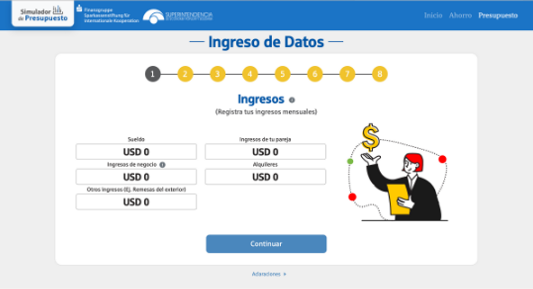 Simulador
de Presupuesto
Finanzgruppe
Sparkassenstiftung für
internationale Kooperation
SUPERINTENDENCIA
Inicio Ahorro Presupuesto
Ingreso de Datos
1 2 3 4 5 6 7 8
Ingresos
(Registra tus ingresos mensuales)
Sueldo Ingresos de tu pareja
USD 0 USD 0
Ingresos de negocio Alquileres
USD 0 USD 0
Otros ingresos (Ej. Remesas del exterior)
USD 0
$
Continuar
Aclaraciones +